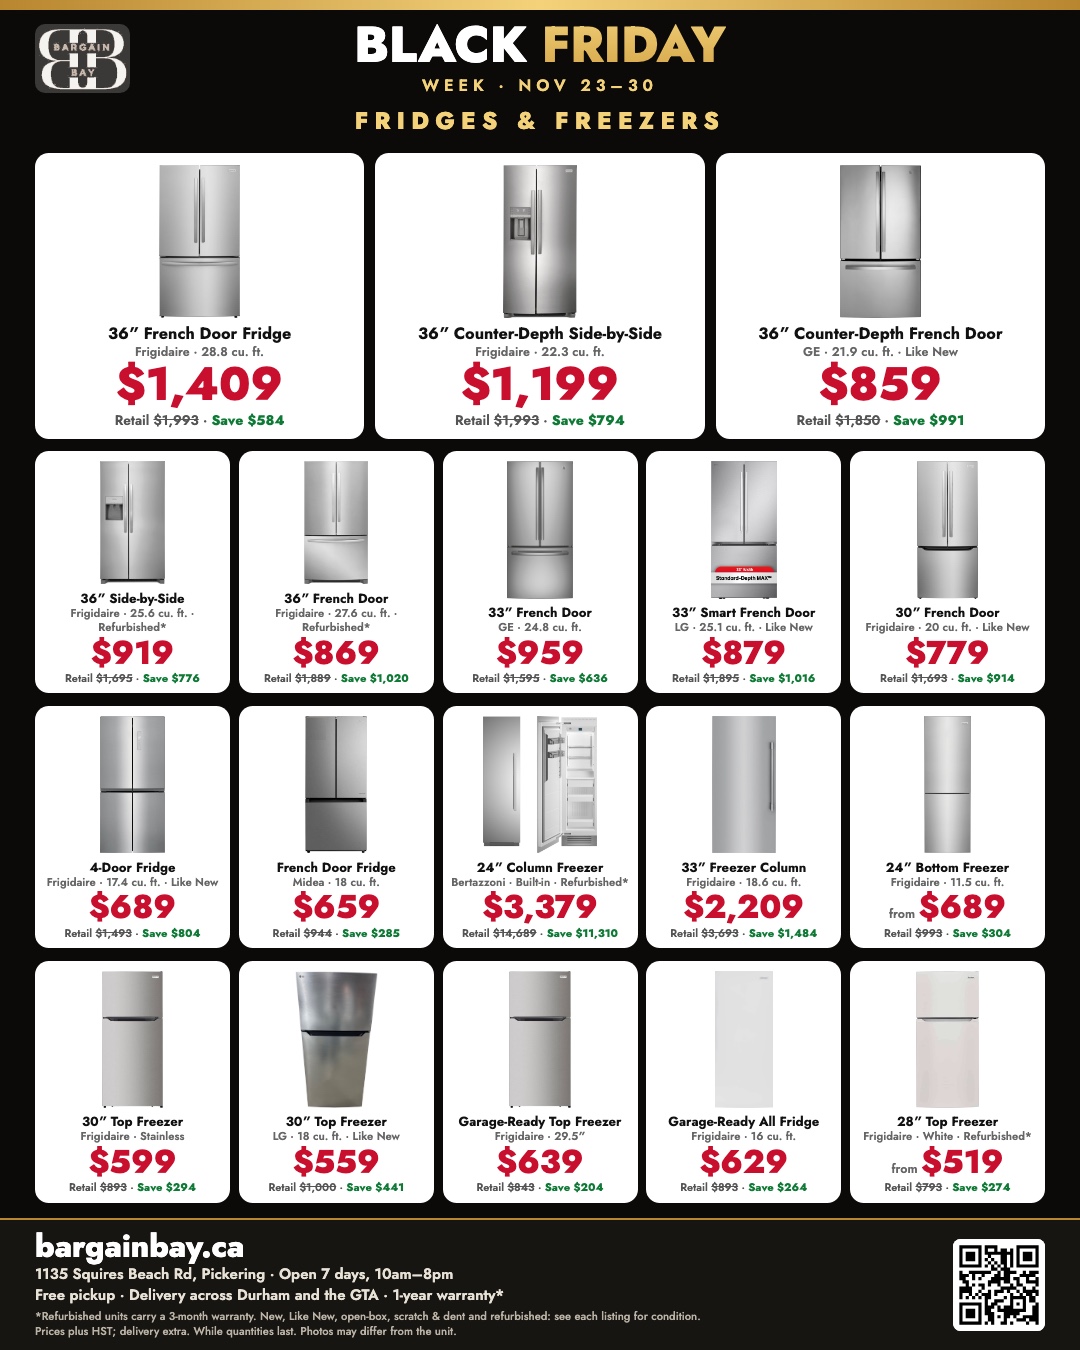 BARGAIN
BAY
BLACK FRIDAY
WEEK · NOV 23–30
FRIDGES & FREEZERS
36” French Door Fridge
Frigidaire · 28.8 cu. ft.
$1,409
Retail $1,993 · Save $584
36” Counter-Depth Side-by-Side
Frigidaire · 22.3 cu. ft.
$1,199
Retail $1,993 · Save $794
36” Counter-Depth French Door
GE · 21.9 cu. ft. · Like New
$859
Retail $1,850 · Save $991
36” Side-by-Side
Frigidaire · 25.6 cu. ft. ·
Refurbished*
$919
Retail $1,695 · Save $776
36” French Door
Frigidaire · 27.6 cu. ft. ·
Refurbished*
$869
Retail $1,889 · Save $1,020
33” French Door
GE · 24.8 cu. ft.
$959
Retail $1,595 · Save $636
Standard-Depth MAX™
33” Smart French Door
LG · 25.1 cu. ft. · Like New
$879
Retail $1,895 · Save $1,016
30” French Door
Frigidaire · 20 cu. ft. · Like New
$779
Retail $1,693 · Save $914
4-Door Fridge
Frigidaire · 17.4 cu. ft. · Like New
$689
Retail $1,493 · Save $804
French Door Fridge
Midea · 18 cu. ft.
$659
Retail $944 · Save $285
24” Column Freezer
Bertazzoni · Built-in · Refurbished*
$3,379
Retail $14,689 · Save $11,310
33” Freezer Column
Frigidaire · 18.6 cu. ft.
$2,209
Retail $3,693 · Save $1,484
24” Bottom Freezer
Frigidaire · 11.5 cu. ft.
from $689
Retail $993 · Save $304
30” Top Freezer
Frigidaire · Stainless
$599
Retail $893 · Save $294
30” Top Freezer
LG · 18 cu. ft. · Like New
$559
Retail $1,000 · Save $441
Garage-Ready Top Freezer
Frigidaire · 29.5”
$639
Retail $843 · Save $204
Garage-Ready All Fridge
Frigidaire · 16 cu. ft.
$629
Retail $893 · Save $264
28” Top Freezer
Frigidaire · White · Refurbished*
from $519
Retail $793 · Save $274
bargainbay.ca
1135 Squires Beach Rd, Pickering · Open 7 days, 10am–8pm
Free pickup · Delivery across Durham and the GTA · 1-year warranty*
*Refurbished units carry a 3-month warranty. New, Like New, open-box, scratch & dent and refurbished: see each listing for condition.
Prices plus HST; delivery extra. While quantities last. Photos may differ from the unit.